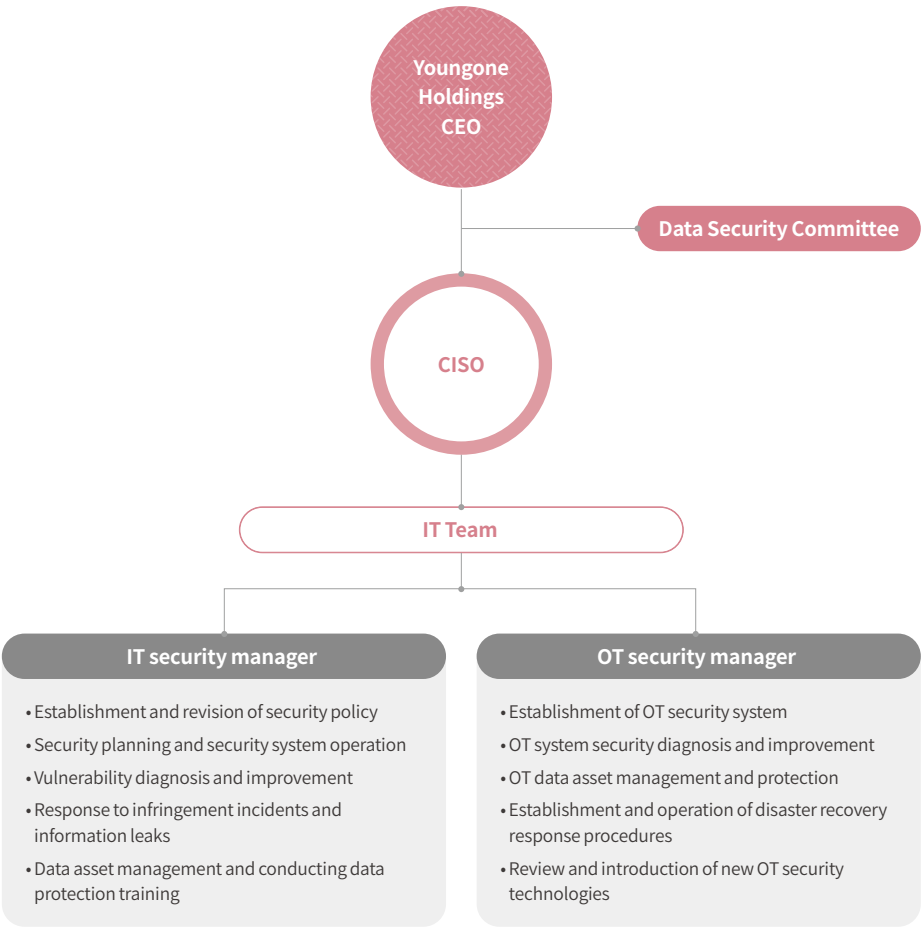 Youngone
Holdings
CEO
Data Security Committee
CISO
IT Team
IT security manager
• Establishment and revision of security policy
• Security planning and security system operation
• Vulnerability diagnosis and improvement
• Response to infringement incidents and
information leaks
• Data asset management and conducting data
protection training
OT security manager
• Establishment of OT security system
• OT system security diagnosis and improvement
• OT data asset management and protection
• Establishment and operation of disaster recovery
response procedures
• Review and introduction of new OT security
technologies